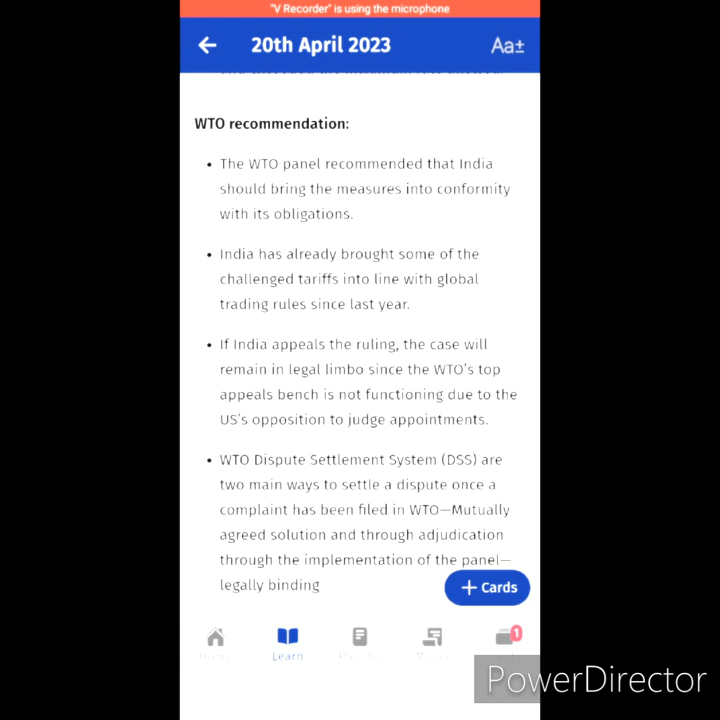 "V Recorder" is using the microphone
20th April 2023
Aa±
WTO recommendation:
• The WTO panel recommended that India
should bring the measures into conformity
with its obligations.
• India has already brought some of the
challenged tariffs into line with global
trading rules since last year.
• If India appeals the ruling, the case will
remain in legal limbo since the WTO's top
appeals bench is not functioning due to the
US's opposition to judge appointments.
• WTO Dispute Settlement System (DSS) are
two main ways to settle a dispute once a
complaint has been filed in WTO—Mutually
agreed solution and through adjudication
through the implementation of the panel—
legally binding
+ Cards
1
Learn
PowerDirector